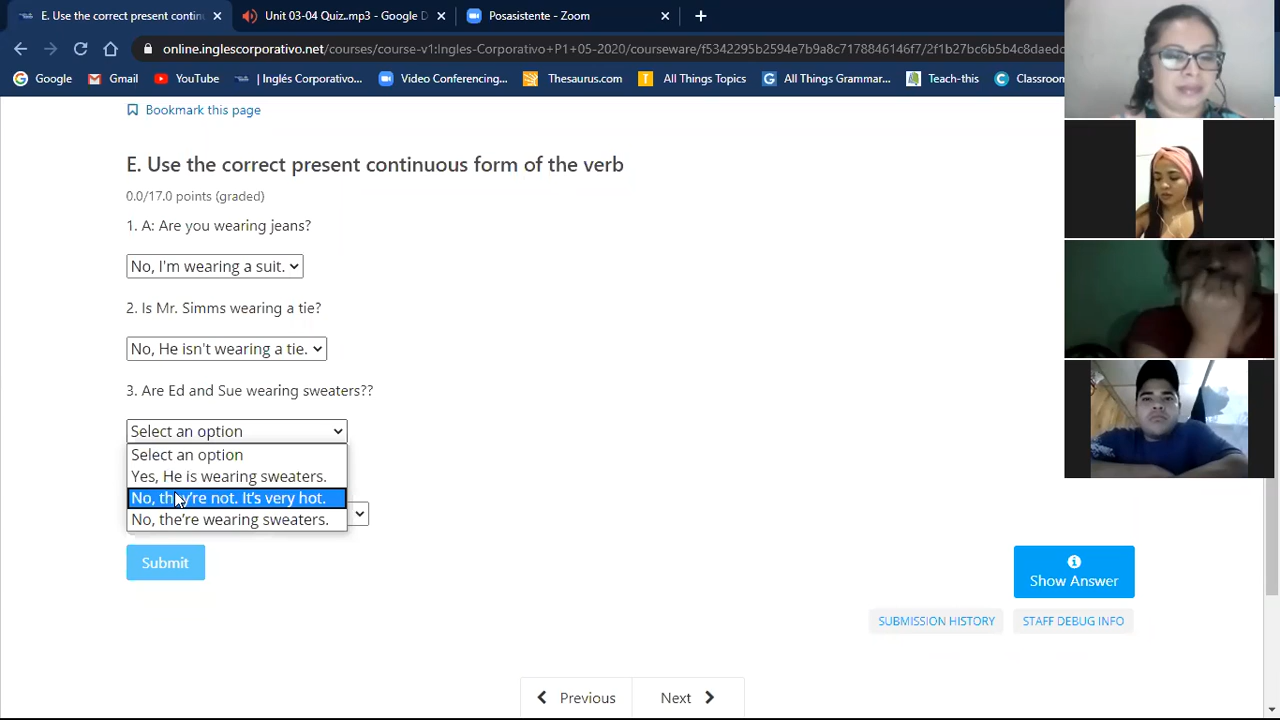 E. Use the correct present contin
Unit 03-04 Quiz..mp3 - Google D
Posasistente - Zoom
online.inglescorporativo.net/courses/course-v1:Ingles-Corporativo+P1+05-2020/courseware/f5342295b2594e7b9a8c7178846146f7/2f1b27bc6b5b4c8daedc
Google
Gmail
YouTube
| Inglés Corporativo...
Video Conferencing...
Thesaurus.com
All Things Topics
All Things Grammar...
Teach-this
Classroom
Bookmark this page
E. Use the correct present continuous form of the verb
0.0/17.0 points (graded)
1. A: Are you wearing jeans?
No, I'm wearing a suit.
2. Is Mr. Simms wearing a tie?
No, He isn't wearing a tie.
3. Are Ed and Sue wearing sweaters??
Select an option
Select an option
Yes, He is wearing sweaters.
No, they're not. It's very hot.
No, the're wearing sweaters.
Submit
Show Answer
SUBMISSION HISTORY
STAFF DEBUG INFO
Previous
Next